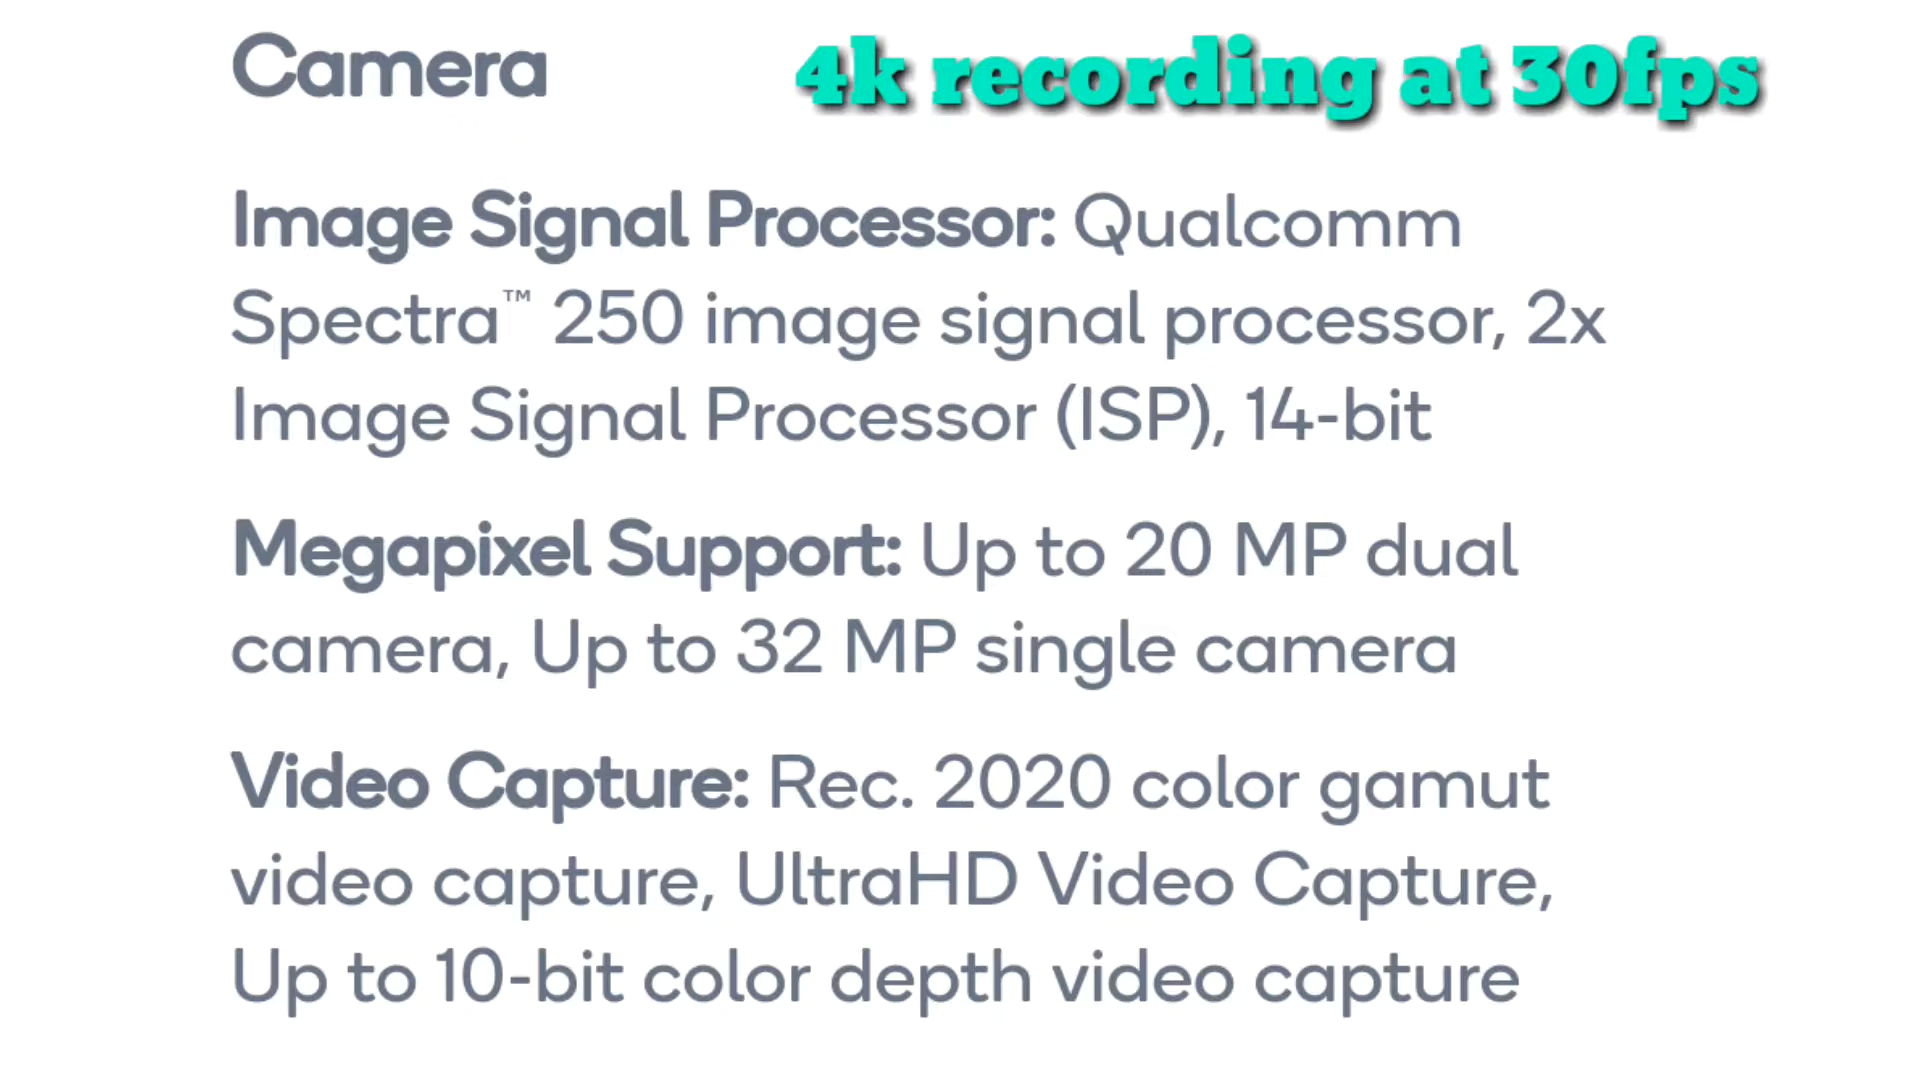 Camera
4k recording at 30fps
Image Signal Processor: Qualcomm
Spectra™ 250 image signal processor, 2x
Image Signal Processor (ISP), 14-bit
Megapixel Support: Up to 20 MP dual
camera, Up to 32 MP single camera
Video Capture: Rec. 2020 color gamut
video capture, UltraHD Video Capture,
Up to 10-bit color depth video capture